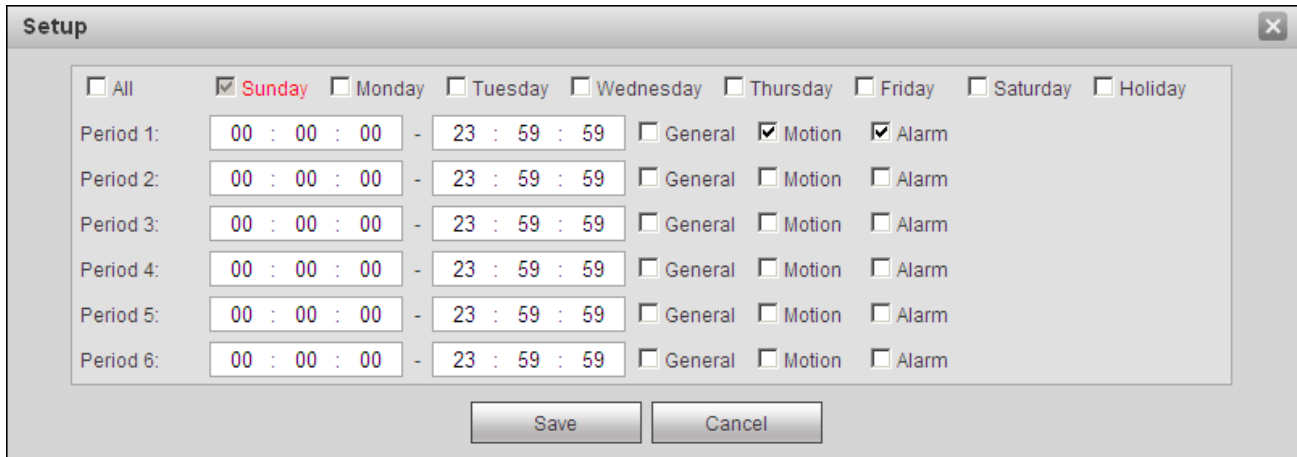 Setup
All Sunday Monday Tuesday Wednesday Thursday Friday Saturday Holiday
Period 1: 00 : 00 : 00 - 23 : 59 : 59 General Motion Alarm
Period 2: 00 : 00 : 00 - 23 : 59 : 59 General Motion Alarm
Period 3: 00 : 00 : 00 - 23 : 59 : 59 General Motion Alarm
Period 4: 00 : 00 : 00 - 23 : 59 : 59 General Motion Alarm
Period 5: 00 : 00 : 00 - 23 : 59 : 59 General Motion Alarm
Period 6: 00 : 00 : 00 - 23 : 59 : 59 General Motion Alarm
Save Cancel